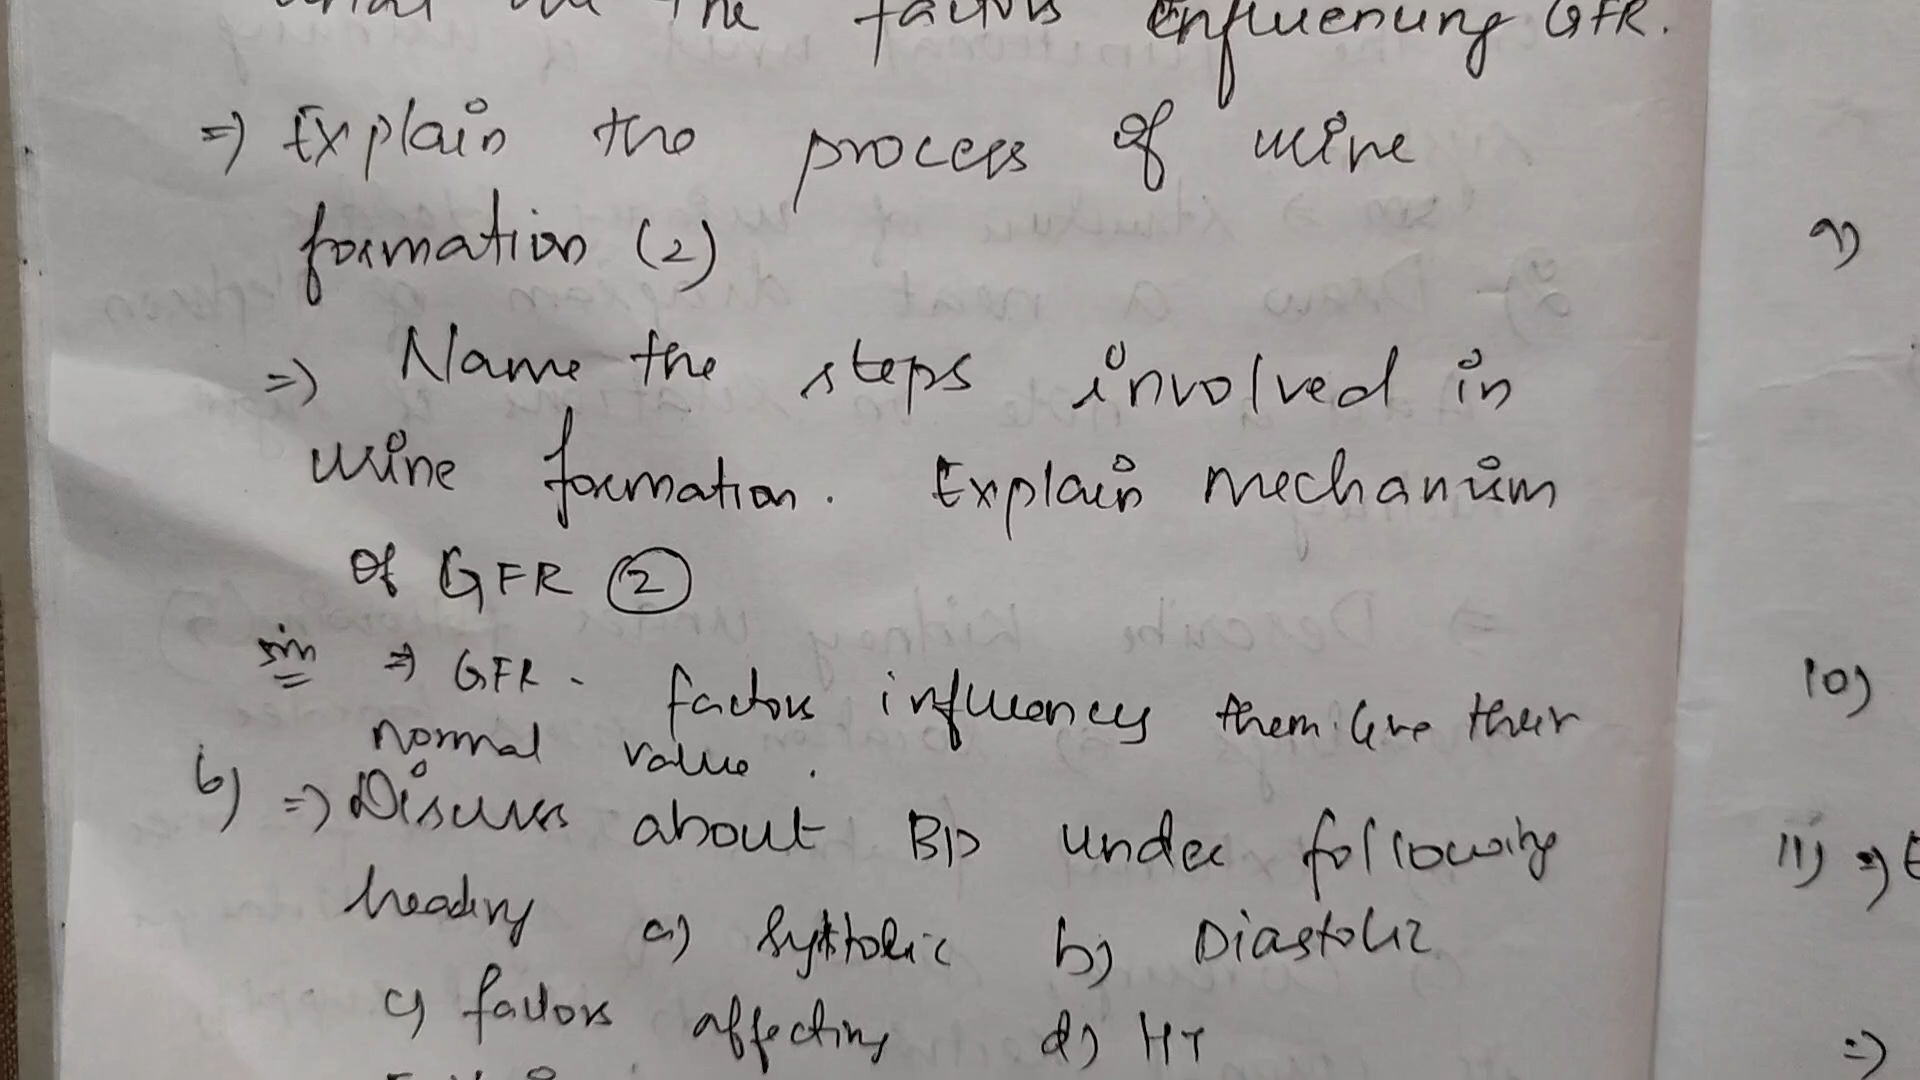 the factors influencing GFR.
=) Explain the process of urine
formation (2)
=) Name the steps involved in
urine formation. Explain mechanism
of GFR 2
=> GFR - factors influences them. Give their
normal value.
6) =) Discuss about BP under following
heading a) Systolic b) Diastolic
c) factors affecting d) HT
9)
10)
11) =)
=)